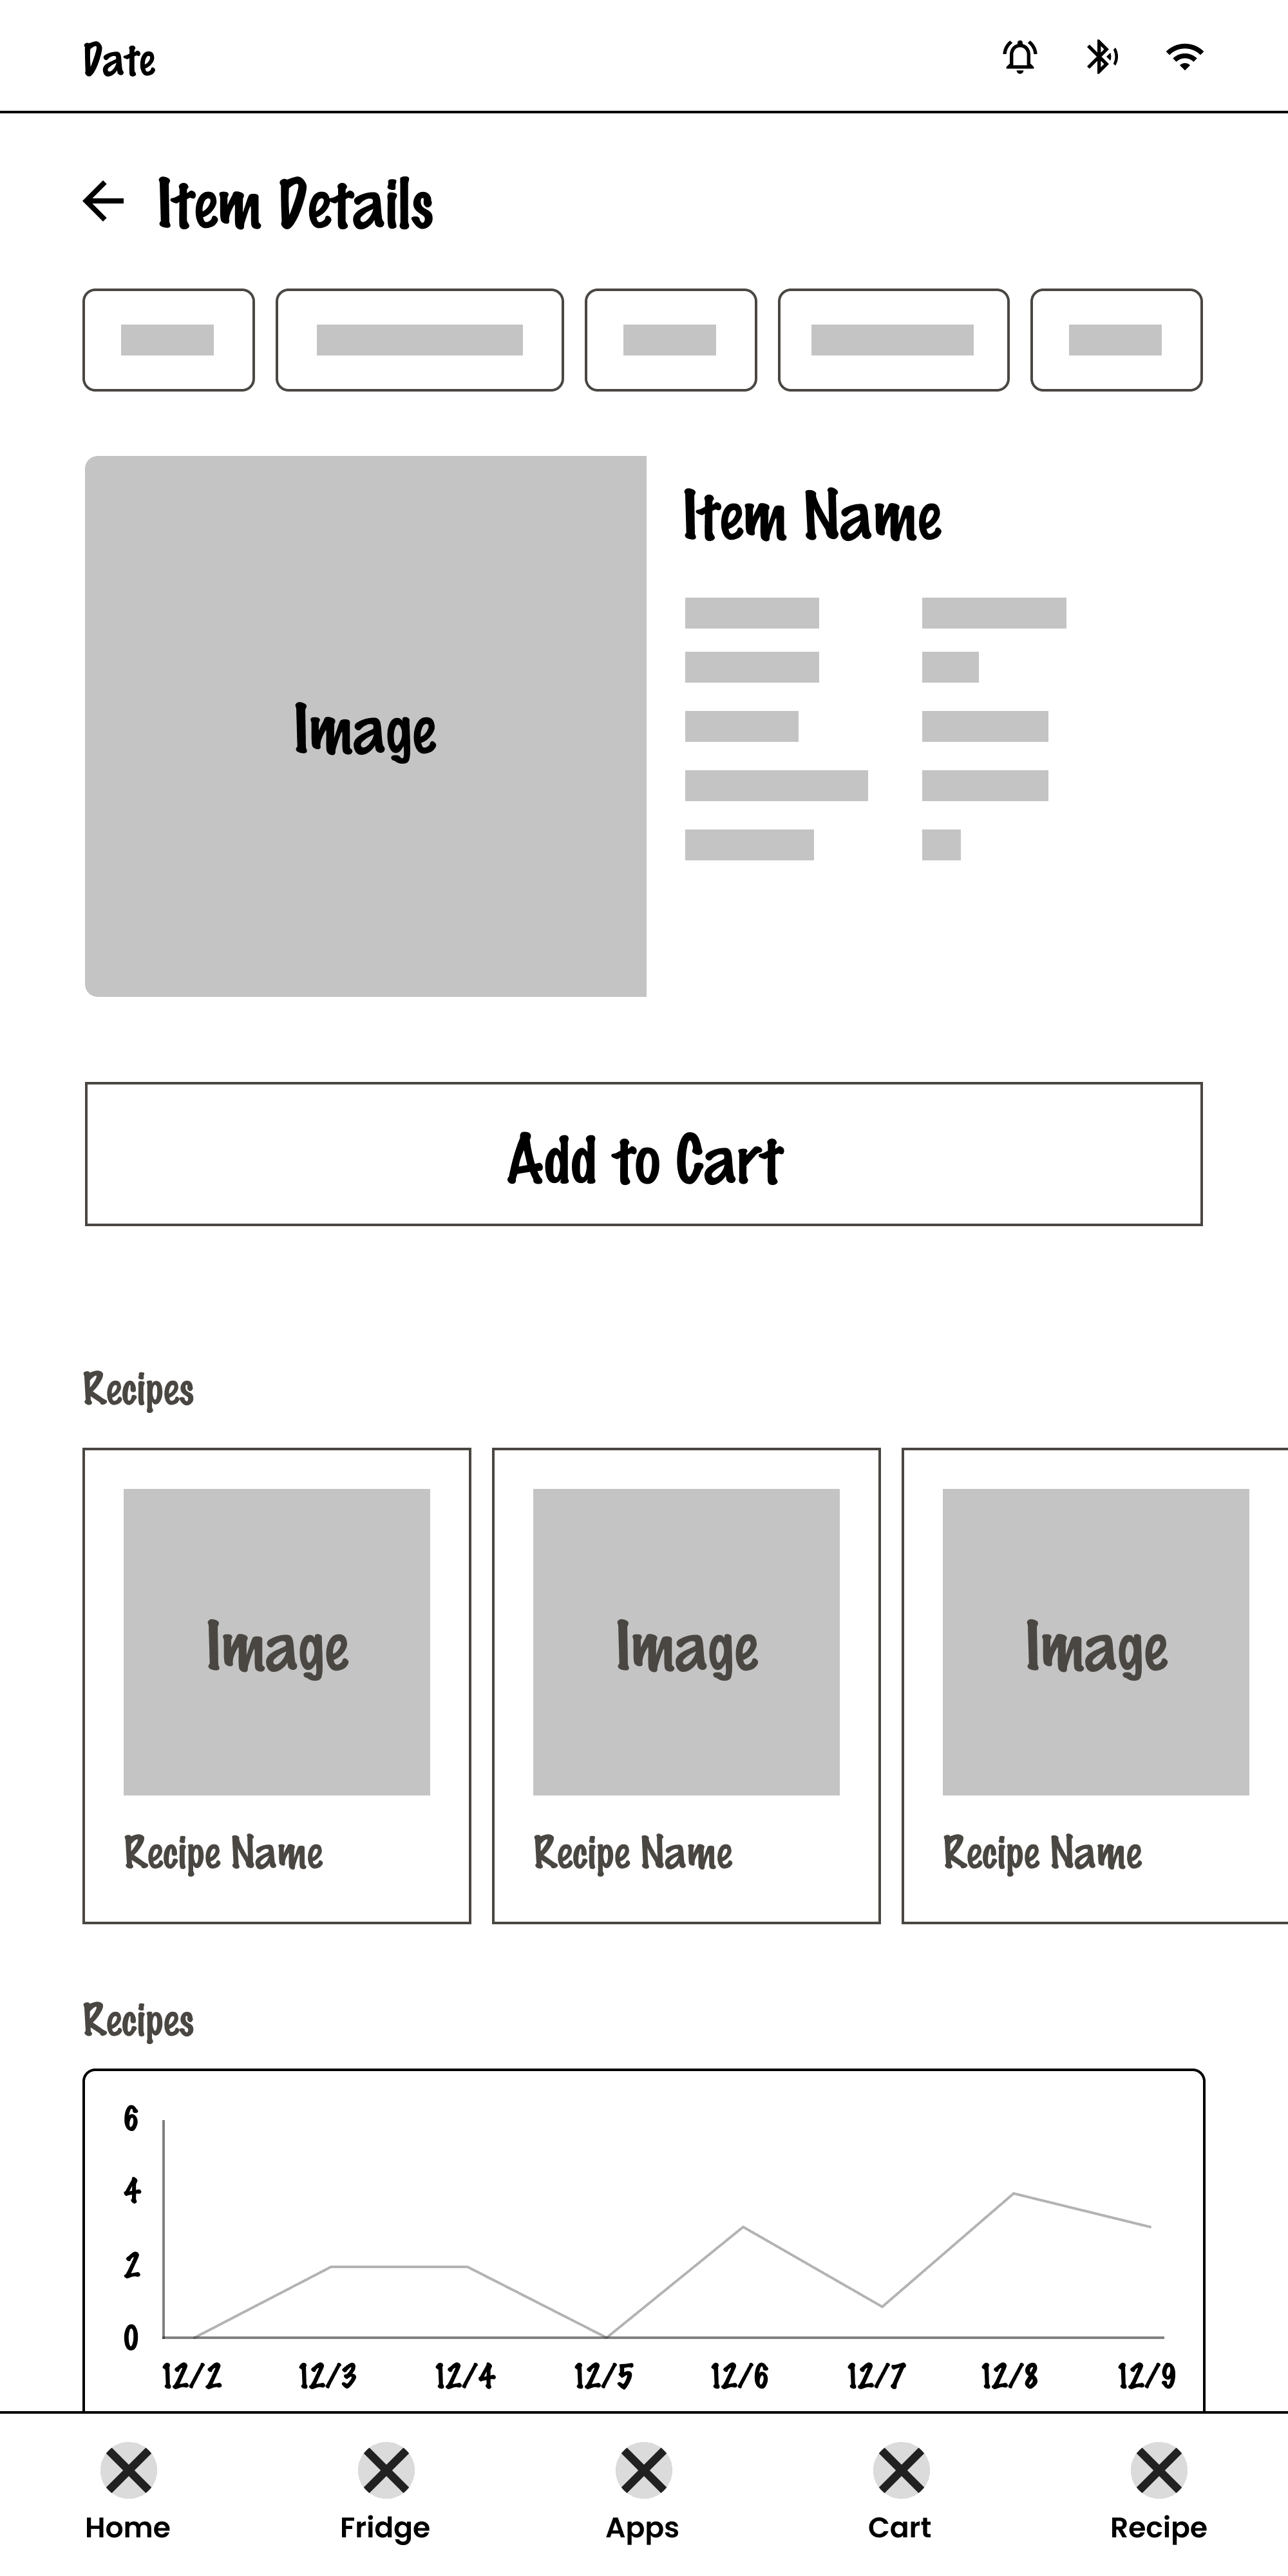 Date
Item Details
Item Name
Image
Add to Cart
Recipes
Image Image Image
Recipe Name Recipe Name Recipe Name
Recipes
6
4
2
0
12/2 12/3 12/4 12/5 12/6 12/7 12/8 12/9
Home Fridge Apps Cart Recipe